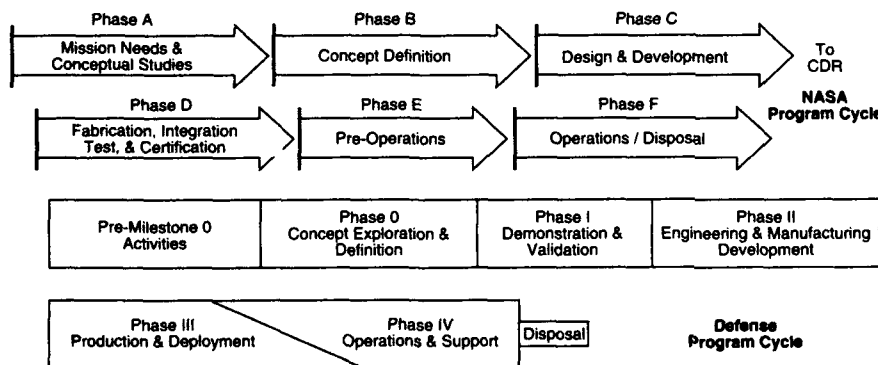 Phase A
Mission Needs &
Conceptual Studies
Phase B
Concept Definition
Phase C
Design & Development
To
CDR
NASA
Program Cycle
Phase D
Fabrication, Integration
Test, & Certification
Phase E
Pre-Operations
Phase F
Operations / Disposal
Pre-Milestone 0
Activities
Phase 0
Concept Exploration &
Definition
Phase I
Demonstration &
Validation
Phase II
Engineering & Manufacturing
Development
Phase III
Production & Deployment
Phase IV
Operations & Support
Disposal
Defense
Program Cycle